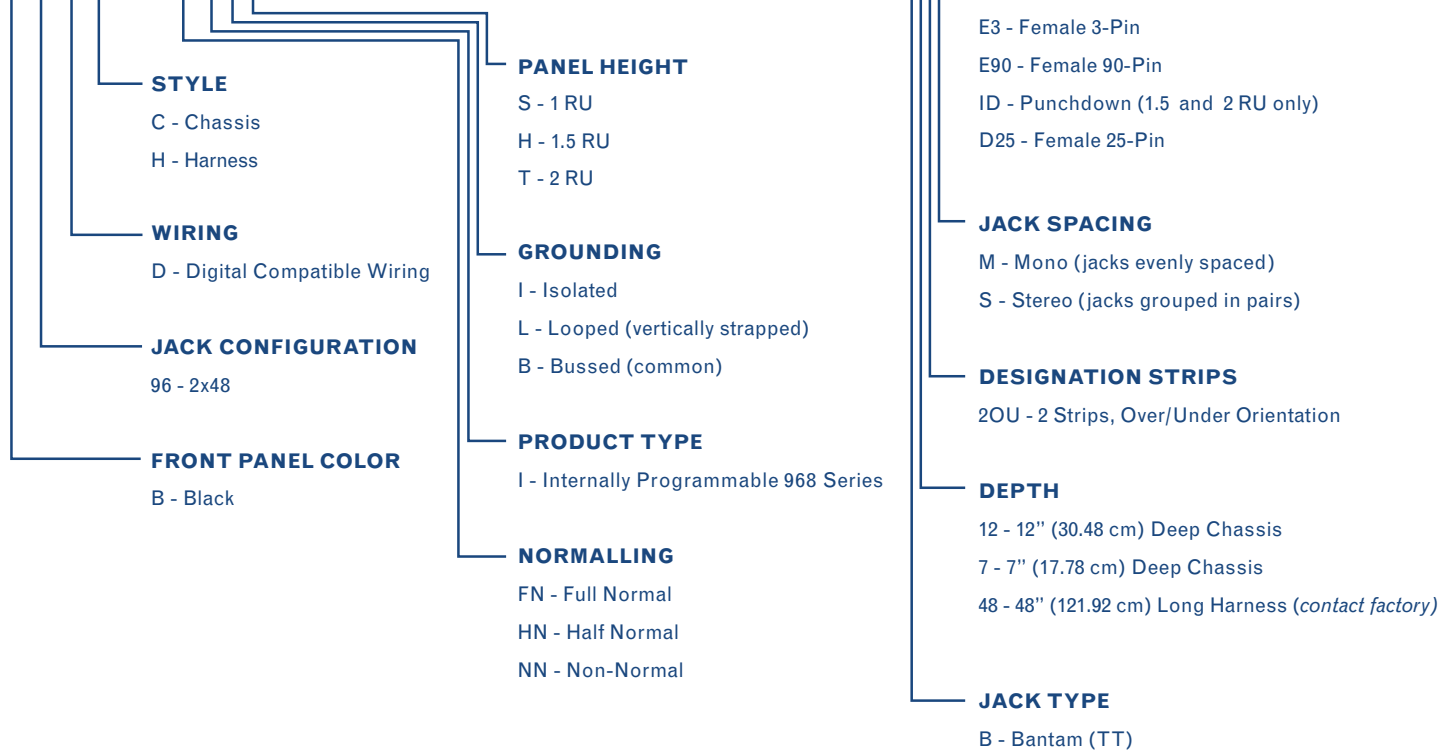 STYLE
C - Chassis
H - Harness
WIRING
D - Digital Compatible Wiring
JACK CONFIGURATION
96 - 2x48
FRONT PANEL COLOR
B - Black
PANEL HEIGHT
S - 1 RU
H - 1.5 RU
T - 2 RU
GROUNDING
I - Isolated
L - Looped (vertically strapped)
B - Bussed (common)
PRODUCT TYPE
I - Internally Programmable 968 Series
NORMALLING
FN - Full Normal
HN - Half Normal
NN - Non-Normal
E3 - Female 3-Pin
E90 - Female 90-Pin
ID - Punchdown (1.5 and 2 RU only)
D25 - Female 25-Pin
JACK SPACING
M - Mono (jacks evenly spaced)
S - Stereo (jacks grouped in pairs)
DESIGNATION STRIPS
2OU - 2 Strips, Over/Under Orientation
DEPTH
12 - 12’’ (30.48 cm) Deep Chassis
7 - 7’’ (17.78 cm) Deep Chassis
48 - 48’’ (121.92 cm) Long Harness (contact factory)
JACK TYPE
B - Bantam (TT)